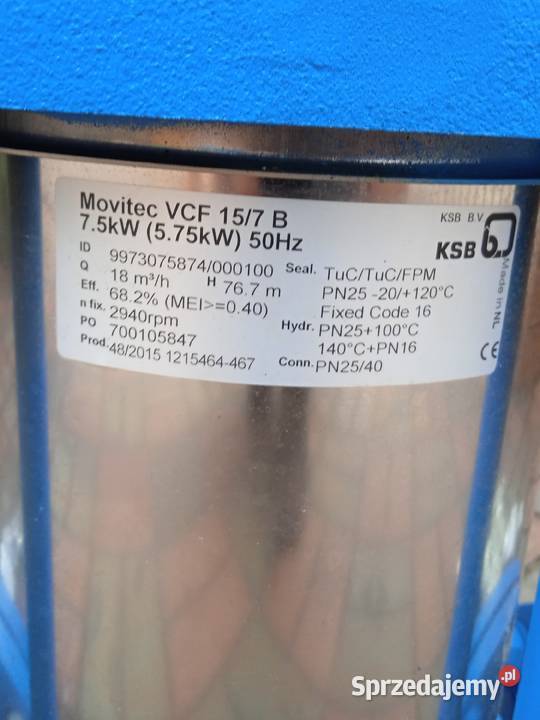 Movitec VCF 15/7 B
7.5kW (5.75kW) 50Hz
ID 9973075874/000100
Q 18 m³/h H 76.7 m
Eff. 68.2% (MEI>=0.40)
n fix. 2940rpm
PO 700105847
Prod. 48/2015 1215464-467
Seal. TuC/TuC/FPM
PN25 -20/+120°C
Fixed Code 16
Hydr. PN25+100°C
140°C+PN16
Conn. PN25/40
KSB B.V.
KSB
Made in NL
CE
Sprzedajemy.pl